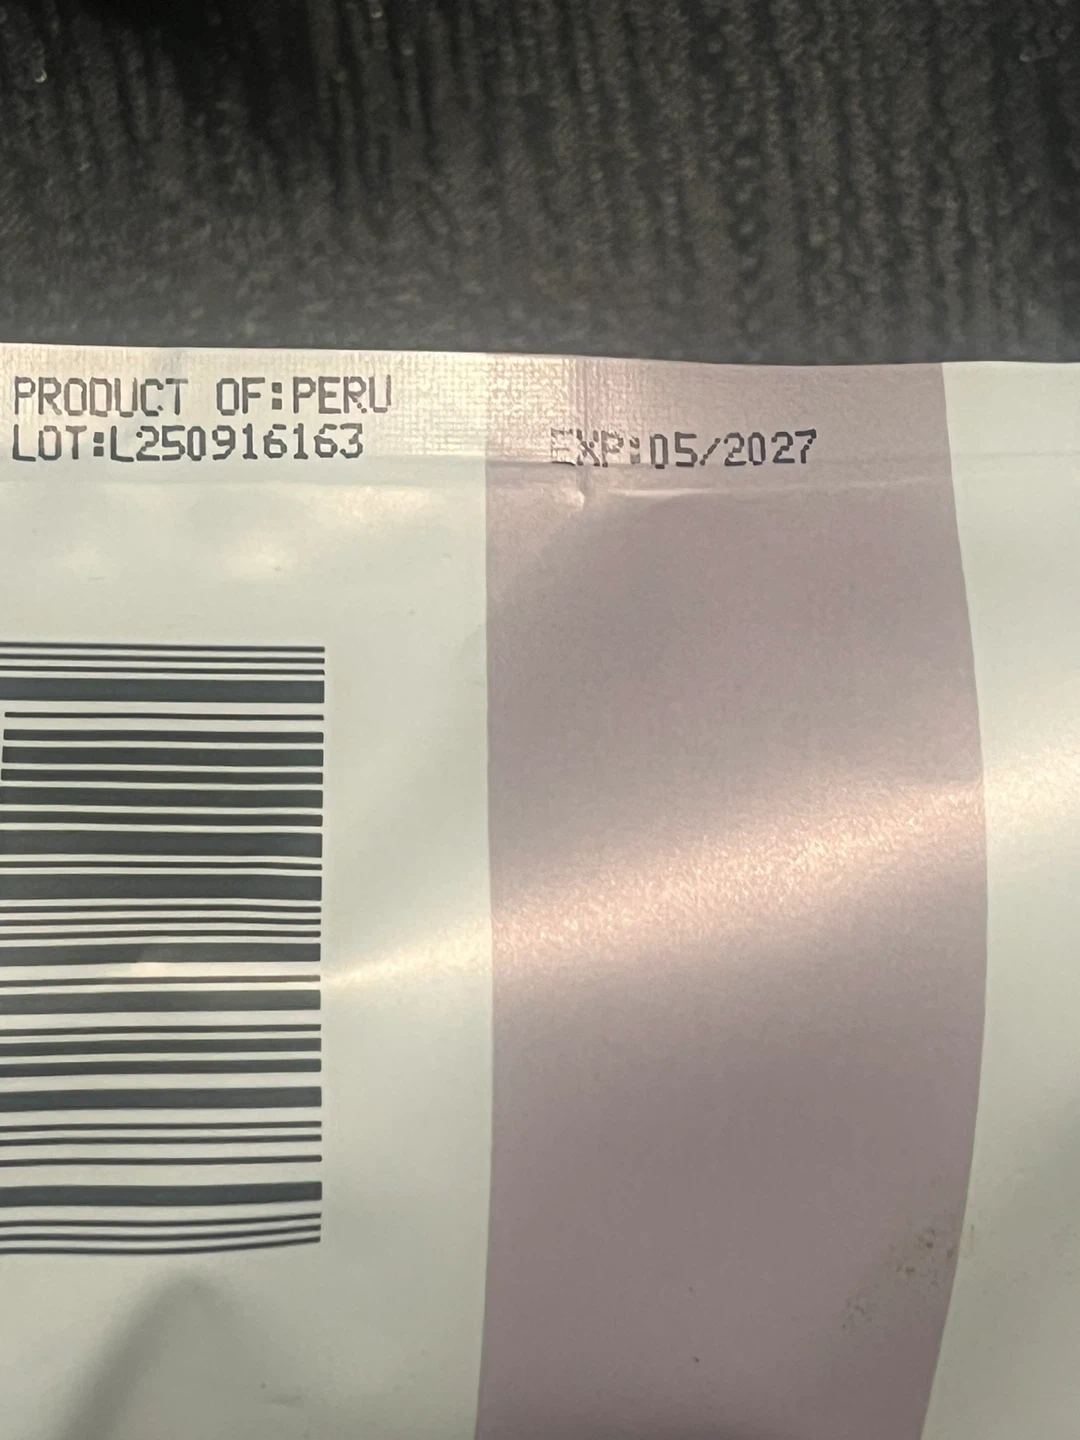 PRODUCT OF:PERU
LOT:L250916163
EXP:05/2027